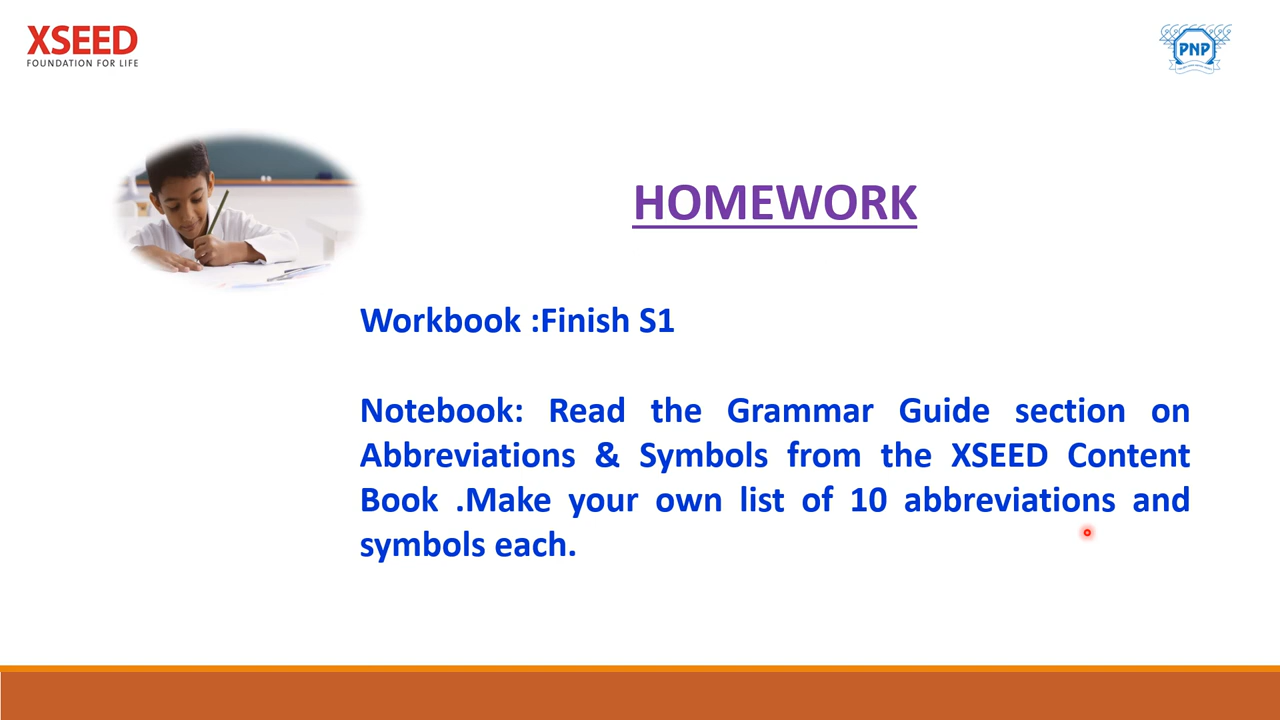 XSEED
FOUNDATION FOR LIFE
PNP
HOMEWORK
Workbook :Finish S1
Notebook: Read the Grammar Guide section on
Abbreviations & Symbols from the XSEED Content
Book .Make your own list of 10 abbreviations and
symbols each.